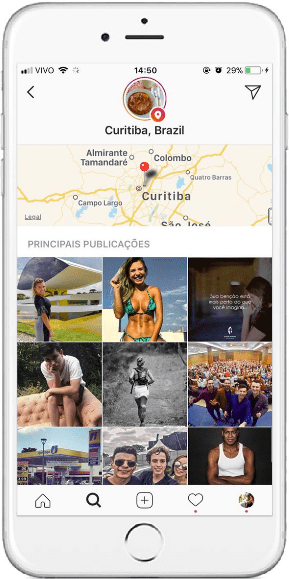 VIVO
14:50
29%
Curitiba, Brazil
Almirante
Tamandaré
Colombo
Quatro Barras
Campo Largo
Curitiba
São José
Legal
PRINCIPAIS PUBLICAÇÕES
Sua benção está
mais perto do que
você imagina